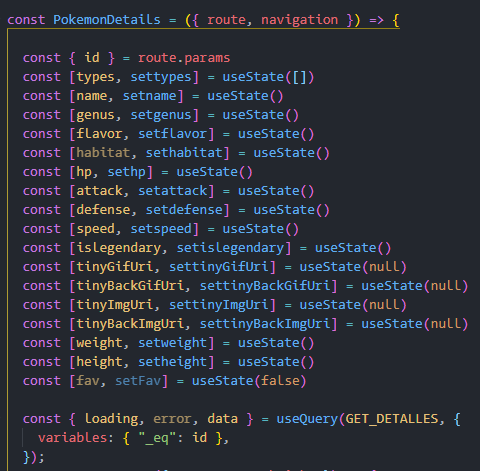 const PokemonDetails = ({ route, navigation }) => {
const { id } = route.params
const [types, settypes] = useState([])
const [name, setname] = useState()
const [genus, setgenus] = useState()
const [flavor, setflavor] = useState()
const [habitat, sethabitat] = useState()
const [hp, sethp] = useState()
const [attack, setattack] = useState()
const [defense, setdefense] = useState()
const [speed, setspeed] = useState()
const [islegendary, setislegendary] = useState()
const [tinyGifUri, settinyGifUri] = useState(null)
const [tinyBackGifUri, settinyBackGifUri] = useState(null)
const [tinyImgUri, settinyImgUri] = useState(null)
const [tinyBackImgUri, settinyBackImgUri] = useState(null)
const [weight, setweight] = useState()
const [height, setheight] = useState()
const [fav, setFav] = useState(false)
const { loading, error, data } = useQuery(GET_DETALLES, {
variables: { "_eq": id },
});